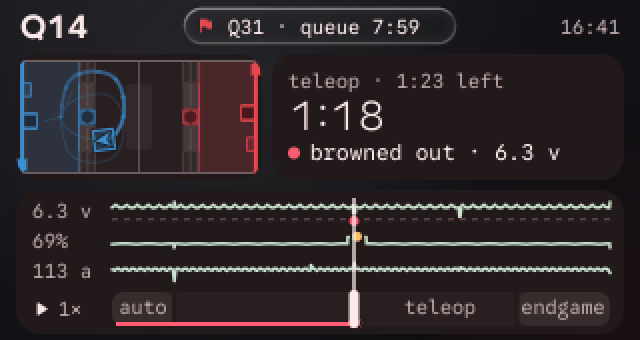 Q14
Q31 · queue 7:59
16:41
teleop · 1:23 left
1:18
browned out · 6.3 v
6.3 v
69%
113 a
1× auto teleop endgame